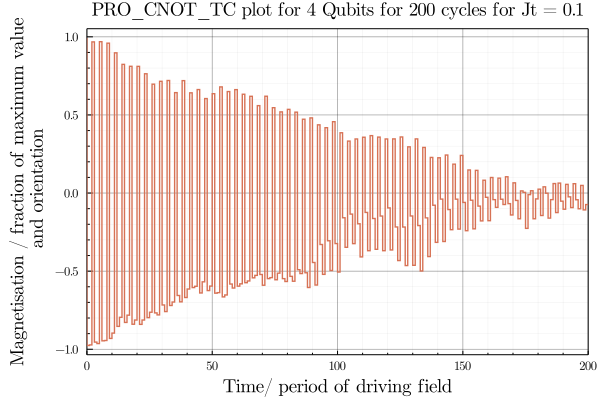 PRO_CNOT_TC plot for 4 Qubits for 200 cycles for Jt = 0.1
Magnetisation / fraction of maximum value
and orientation
1.0
0.5
0.0
−0.5
−1.0
0 50 100 150 200
Time/ period of driving field